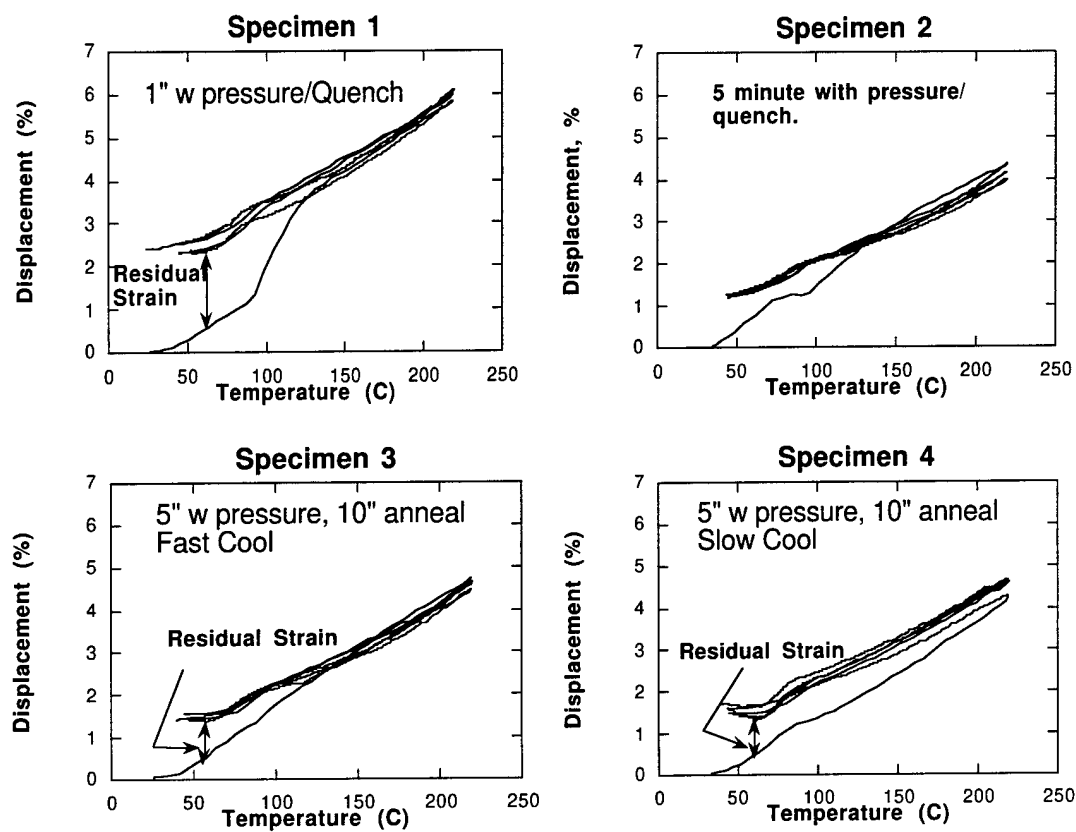 Specimen 1
7
6
5
4
3
2
1
0
Displacement (%)
1" w pressure/Quench
Residual
Strain
0 50 100 150 200 250
Temperature (C)
Specimen 2
7
6
5
4
3
2
1
0
Displacement, %
5 minute with pressure/
quench.
0 50 100 150 200 250
Temperature (C)
Specimen 3
7
6
5
4
3
2
1
0
Displacement (%)
5" w pressure, 10" anneal
Fast Cool
Residual Strain
0 50 100 150 200 250
Temperature (C)
Specimen 4
7
6
5
4
3
2
1
0
Displacement (%)
5" w pressure, 10" anneal
Slow Cool
Residual Strain
0 50 100 150 200 250
Temperature (C)